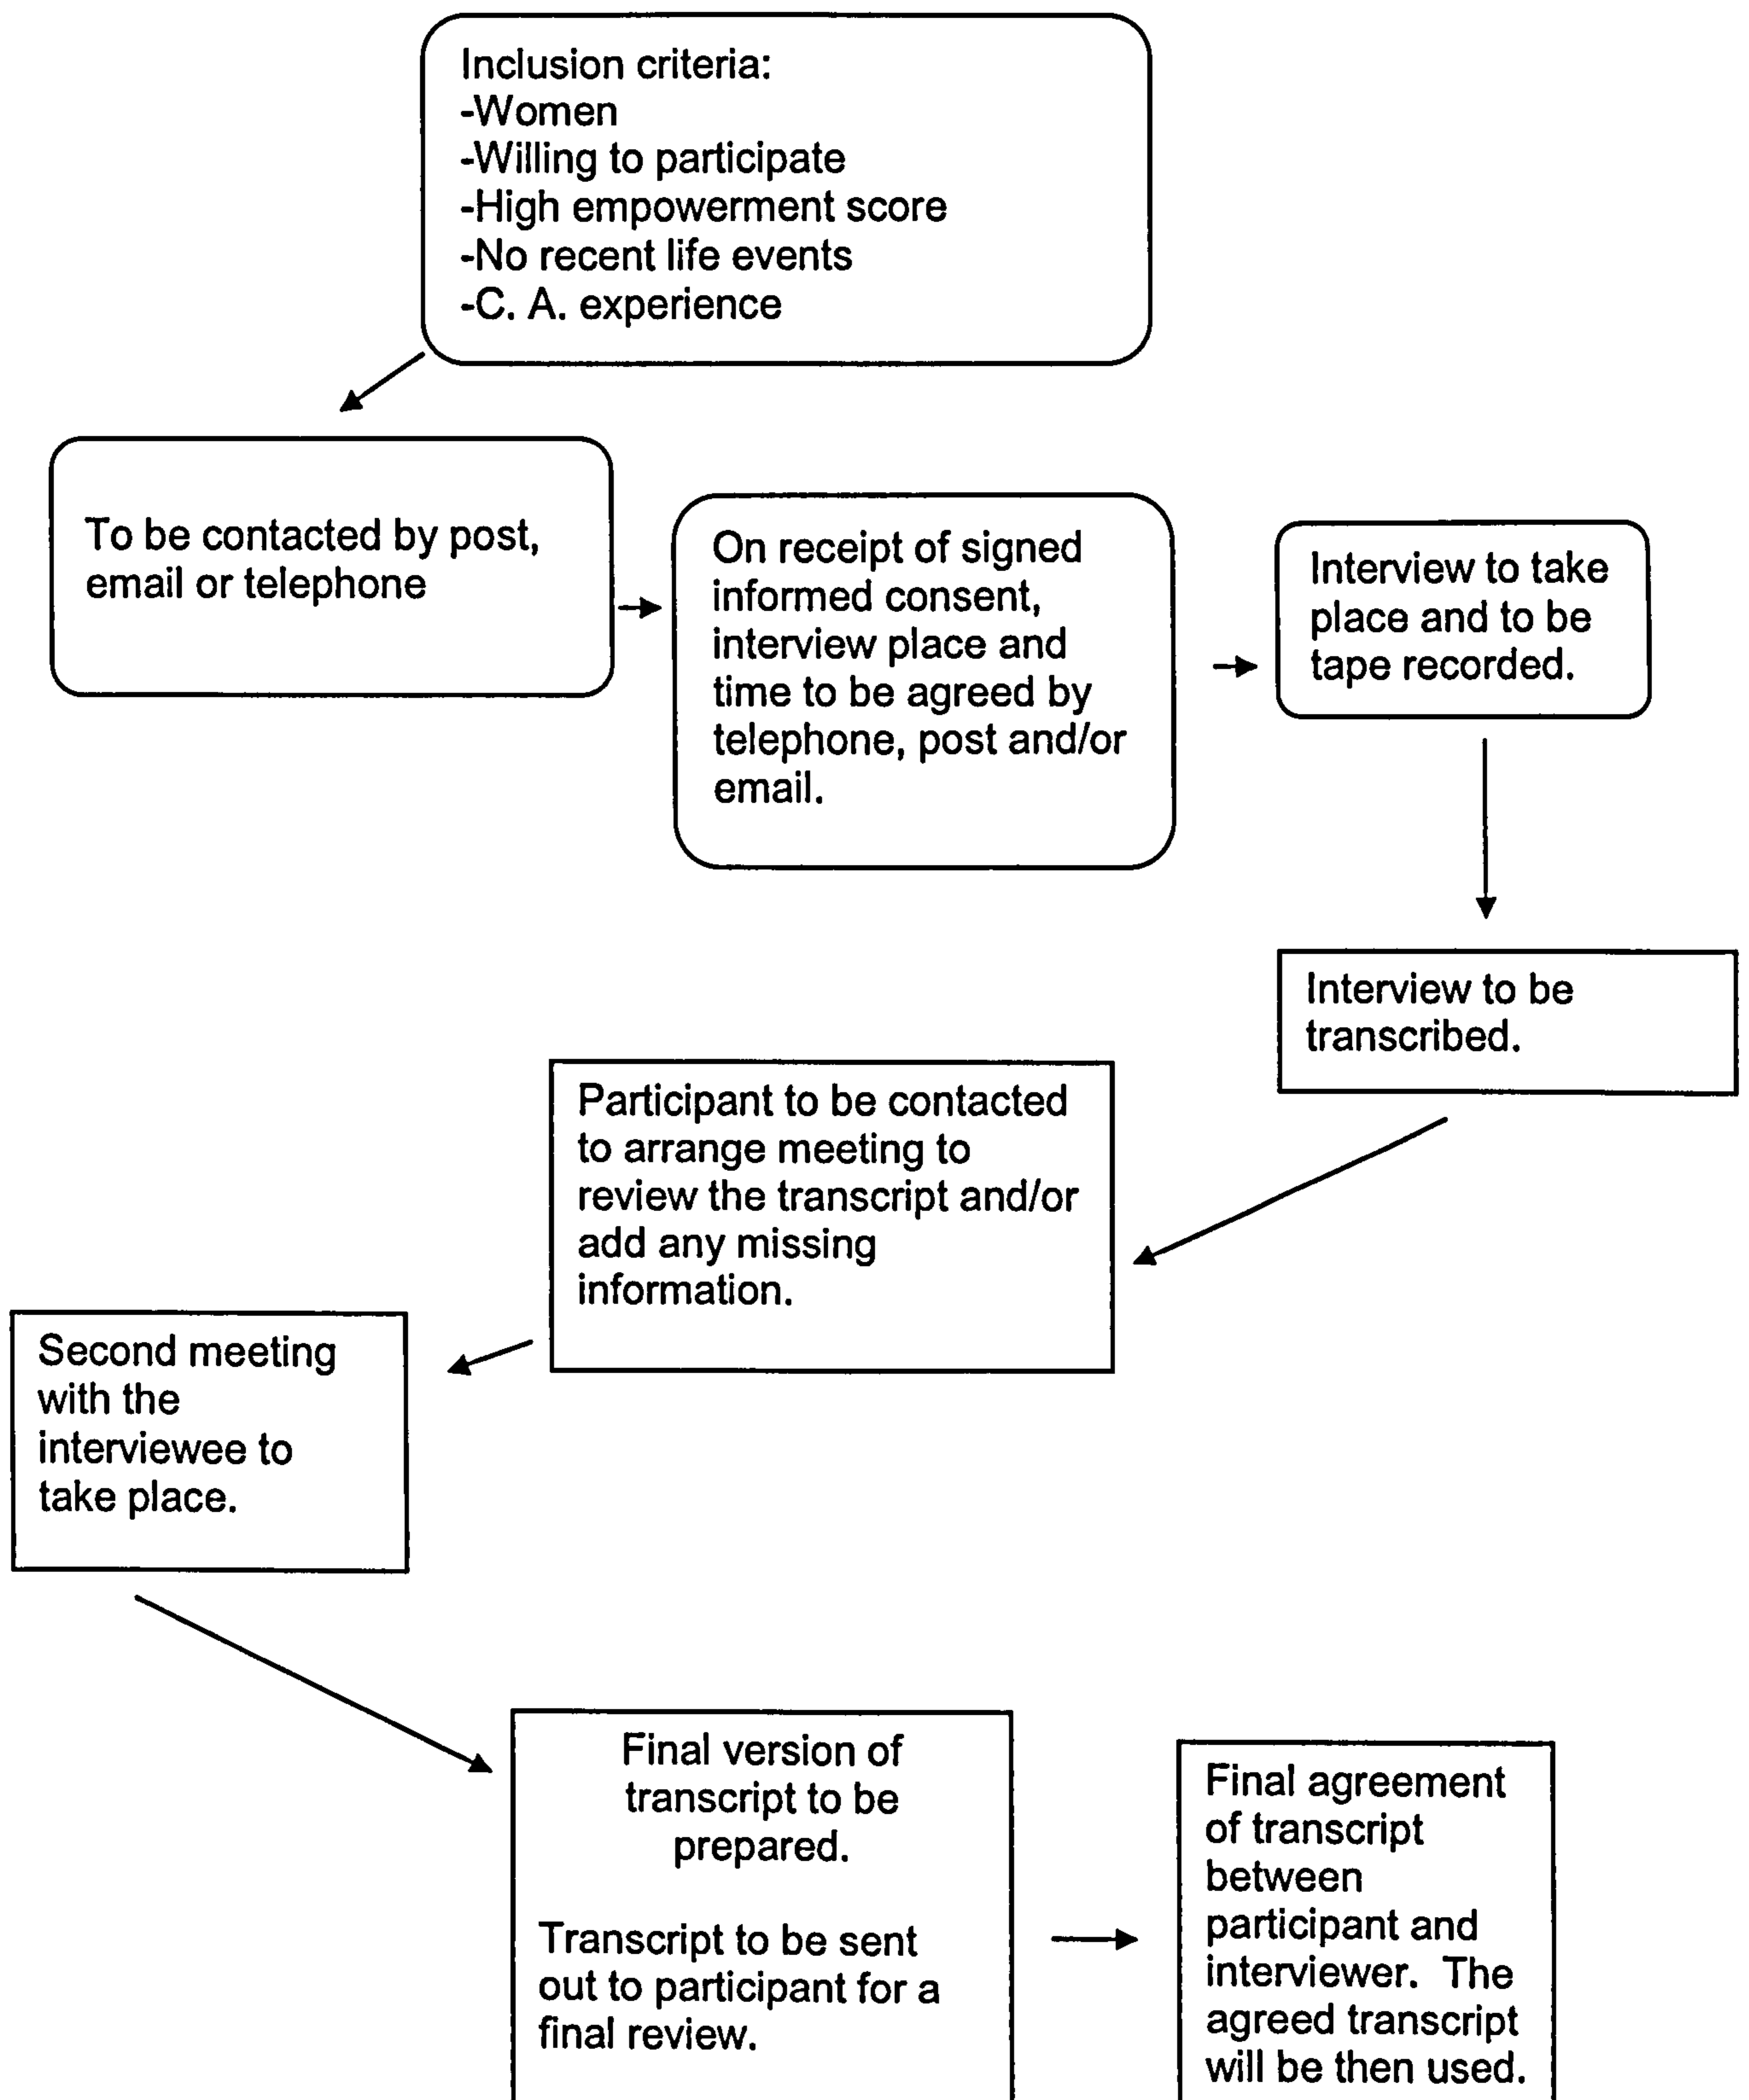 Inclusion criteria:
-Women
-Willing to participate
-High empowerment score
-No recent life events
-C. A. experience
To be contacted by post,
email or telephone
On receipt of signed
informed consent,
interview place and
time to be agreed by
telephone, post and/or
email.
Interview to take
place and to be
tape recorded.
Interview to be
transcribed.
Participant to be contacted
to arrange meeting to
review the transcript and/or
add any missing
information.
Second meeting
with the
interviewee to
take place.
Final version of
transcript to be
prepared.
Transcript to be sent
out to participant for a
final review.
Final agreement
of transcript
between
participant and
interviewer.  The
agreed transcript
will be then used.